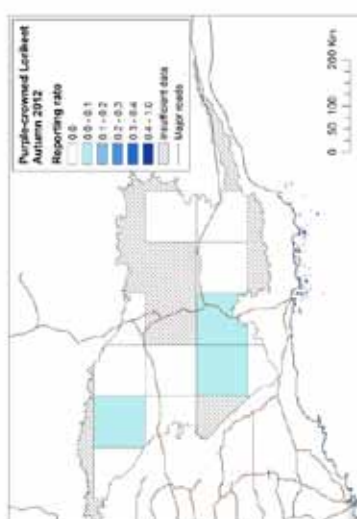 Purple-crowned Lorikeet
Autumn 2012
Reporting rate
0.0
0.0 - 0.1
0.1 - 0.2
0.2 - 0.3
0.3 - 0.4
0.4 - 1.0
Insufficient data
Major roads
0 50 100 200 Km